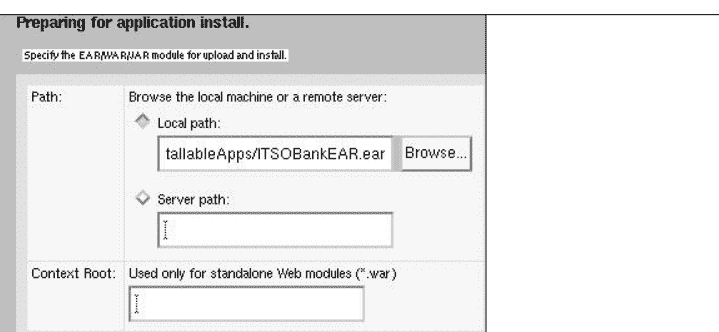 Preparing for application install.
Specify the EAR/WAR/JAR module for upload and install.
Path:
Browse the local machine or a remote server:
Local path:
tallableApps/ITSOBankEAR.ear
Browse...
Server path:
Context Root:
Used only for standalone Web modules (*.war)